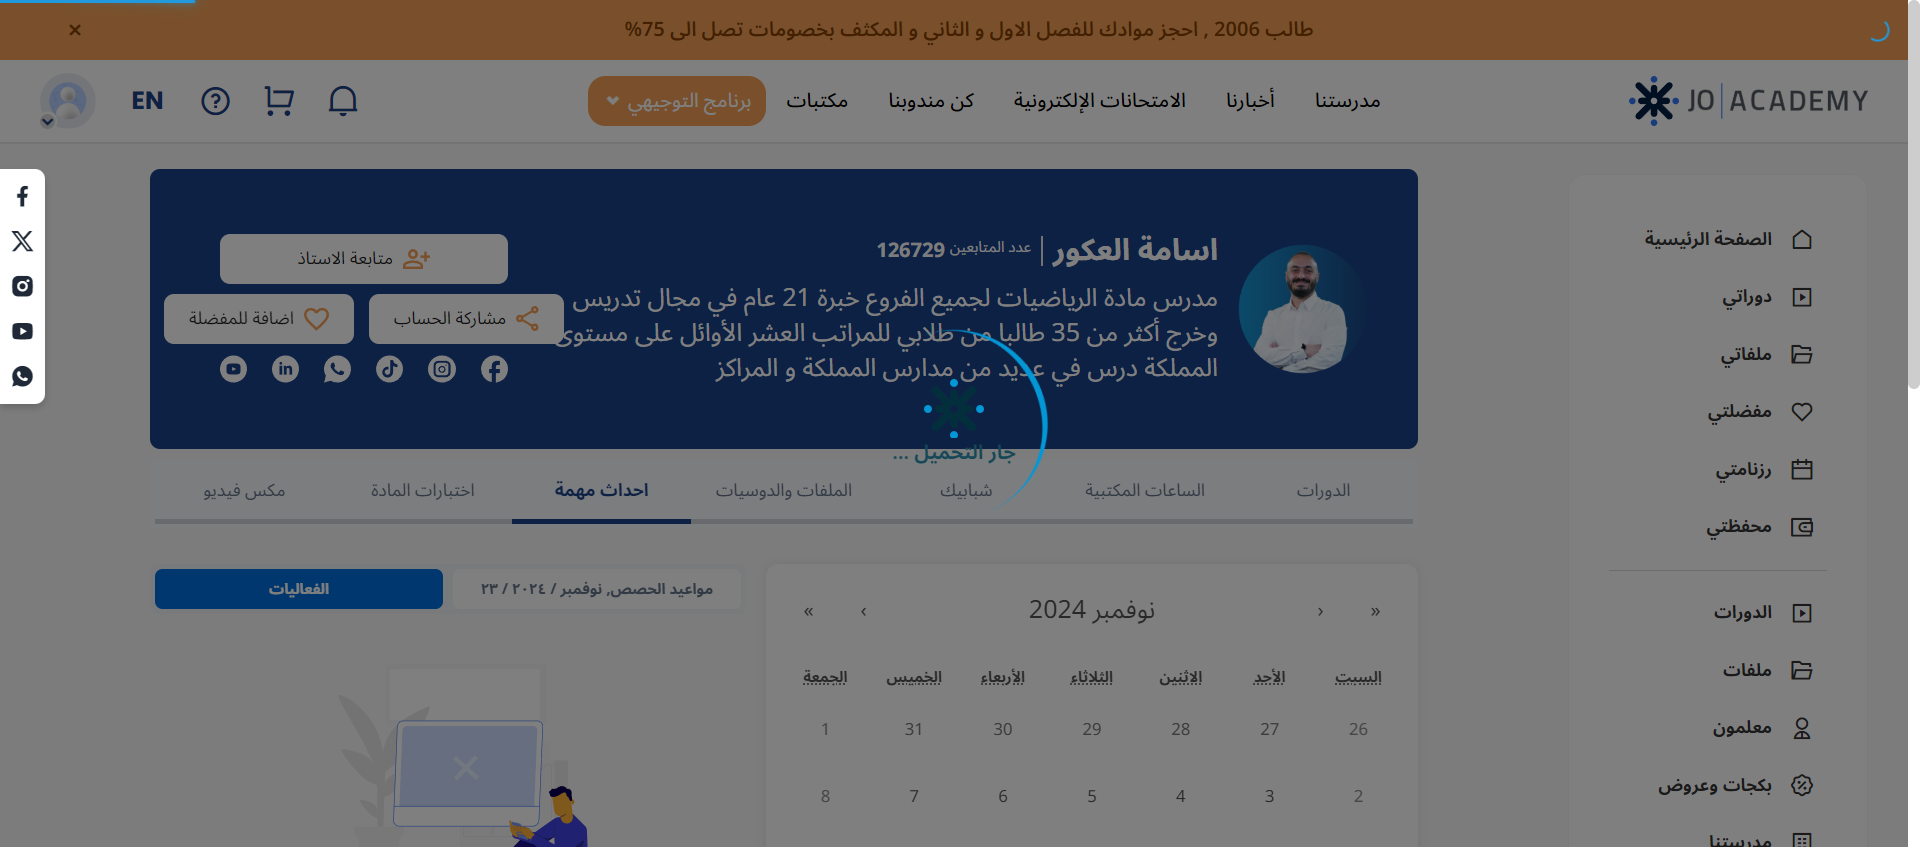 طالب 2006 , احجز موادك للفصل الاول و الثاني و المكثف بخصومات تصل الى 75%
JO ACADEMY
مدرستنا
أخبارنا
الامتحانات الإلكترونية
كن مندوبنا
مكتبات
برنامج التوجيهي
EN
الصفحة الرئيسية
دوراتي
ملفاتي
مفضلتي
رزنامتي
محفظتي
الدورات
ملفات
معلمون
بكجات وعروض
مدرستنا
اسامة العكور
عدد المتابعين 126729
مدرس مادة الرياضيات لجميع الفروع خبرة 21 عام في مجال تدريس
وخرج أكثر من 35 طالبا من طلابي للمراتب العشر الأوائل على مستوى
المملكة درس في عديد من مدارس المملكة و المراكز
متابعة الاستاذ
مشاركة الحساب
اضافة للمفضلة
جار التحميل ...
الدورات
الساعات المكتبية
شبابيك
الملفات والدوسيات
احداث مهمة
اختبارات المادة
مكس فيديو
» › نوفمبر 2024 ‹ «
السبت الأحد الاثنين الثلاثاء الأربعاء الخميس الجمعة
26 27 28 29 30 31 1
2 3 4 5 6 7 8
مواعيد الحصص, نوفمبر / ٢٠٢٤ / ٢٣
الفعاليات